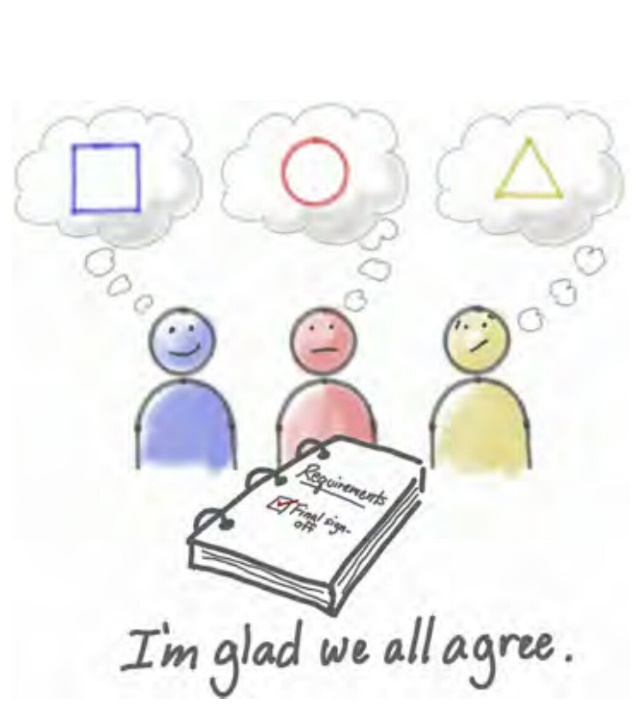 Requirements
Final sign-
off
I'm glad we all agree.